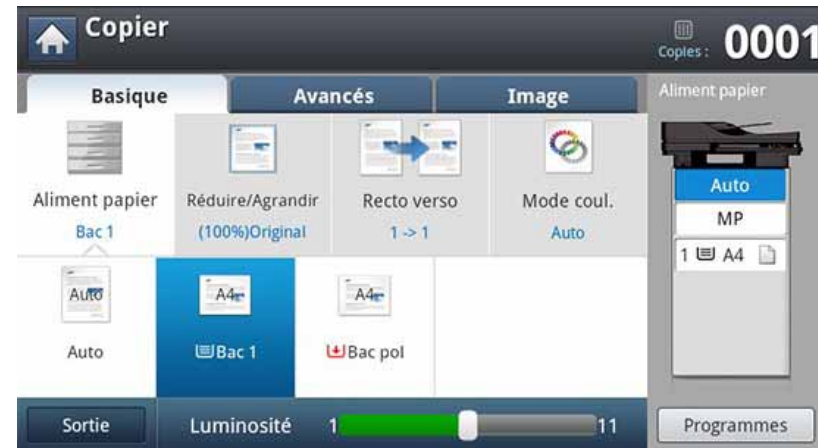 Copier
Copies : 0001
Basique
Avancés
Image
Aliment papier
Aliment papier
Bac 1
Réduire/Agrandir
(100%)Original
Recto verso
1 -> 1
Mode coul.
Auto
Auto
MP
1 A4
Auto
Auto
A4
Bac 1
A4
Bac pol
Sortie
Luminosité 1 11
Programmes